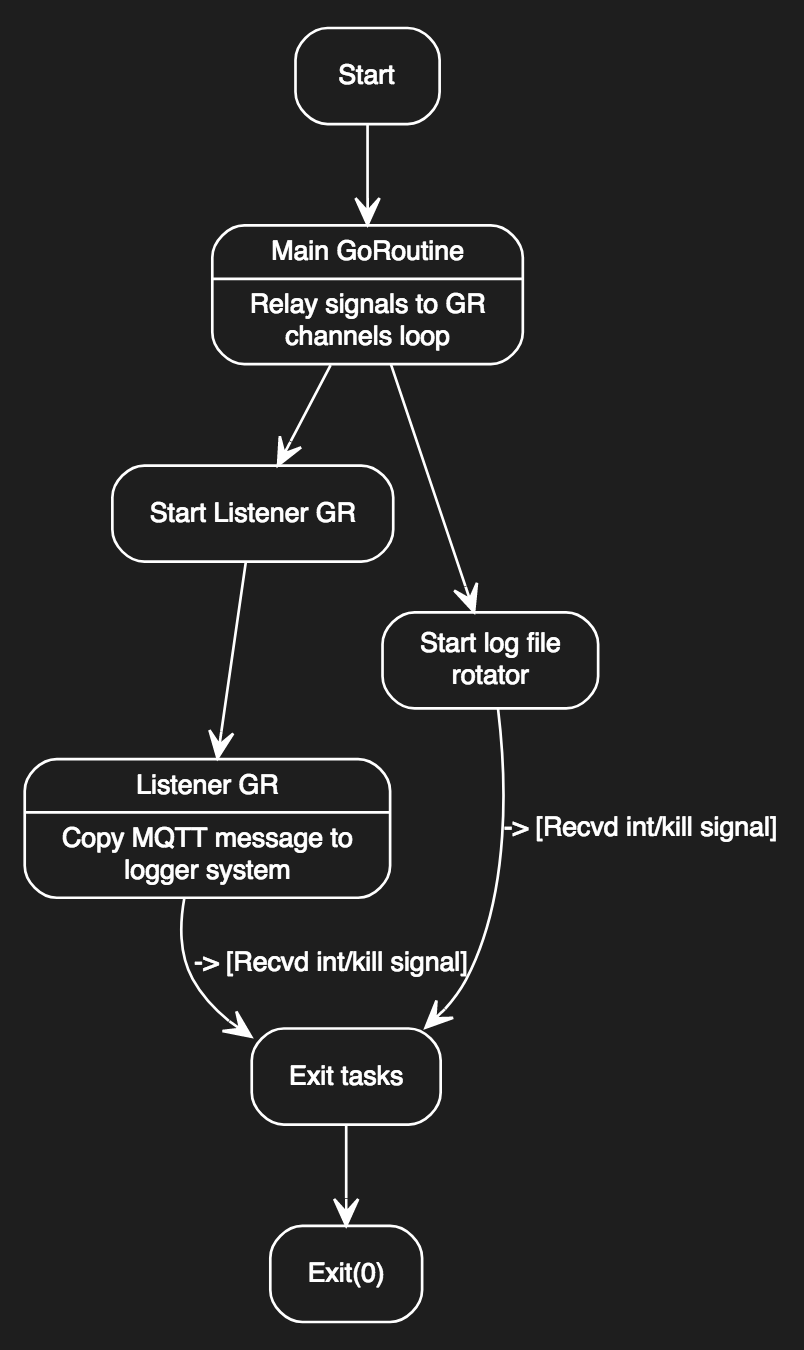 Start
Main GoRoutine
Relay signals to GR
channels loop
Start Listener GR
Start log file
rotator
Listener GR
Copy MQTT message to
logger system
-> [Recvd int/kill signal]
-> [Recvd int/kill signal]
Exit tasks
Exit(0)